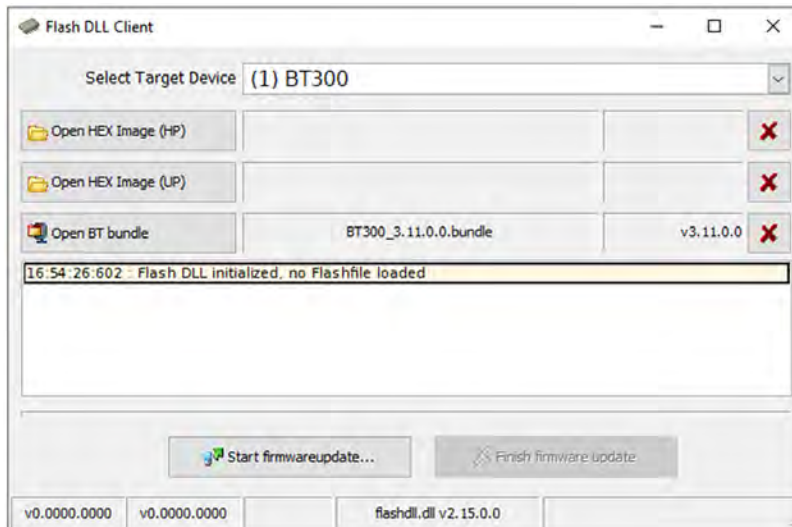 Flash DLL Client
Select Target Device (1) BT300
Open HEX Image (HP)
Open HEX Image (UP)
Open BT bundle BT300_3.11.0.0.bundle v3.11.0.0
16:54:26:602 : Flash DLL initialized, no Flashfile loaded
Start firmwareupdate... Finish firmware update
v0.0000.0000 v0.0000.0000 flashdll.dll v2.15.0.0